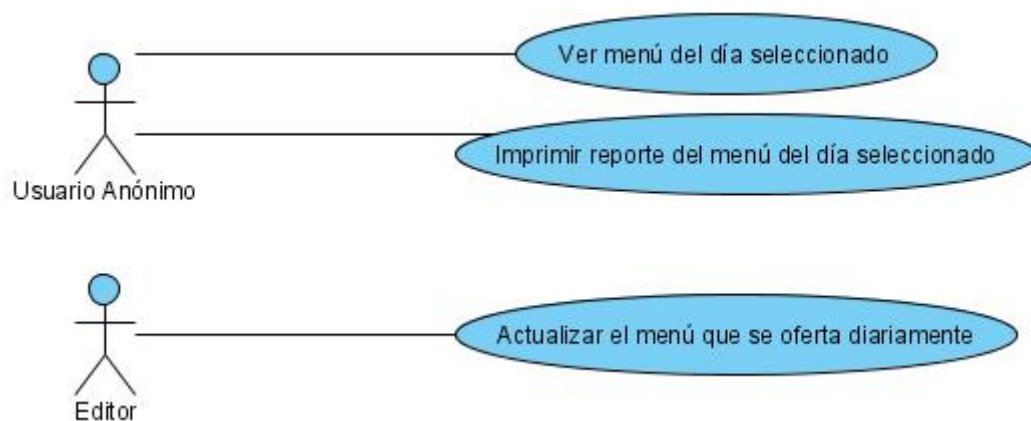 Ver menú del día seleccionado
Imprimir reporte del menú del día seleccionado
Usuario Anónimo
Actualizar el menú que se oferta diariamente
Editor